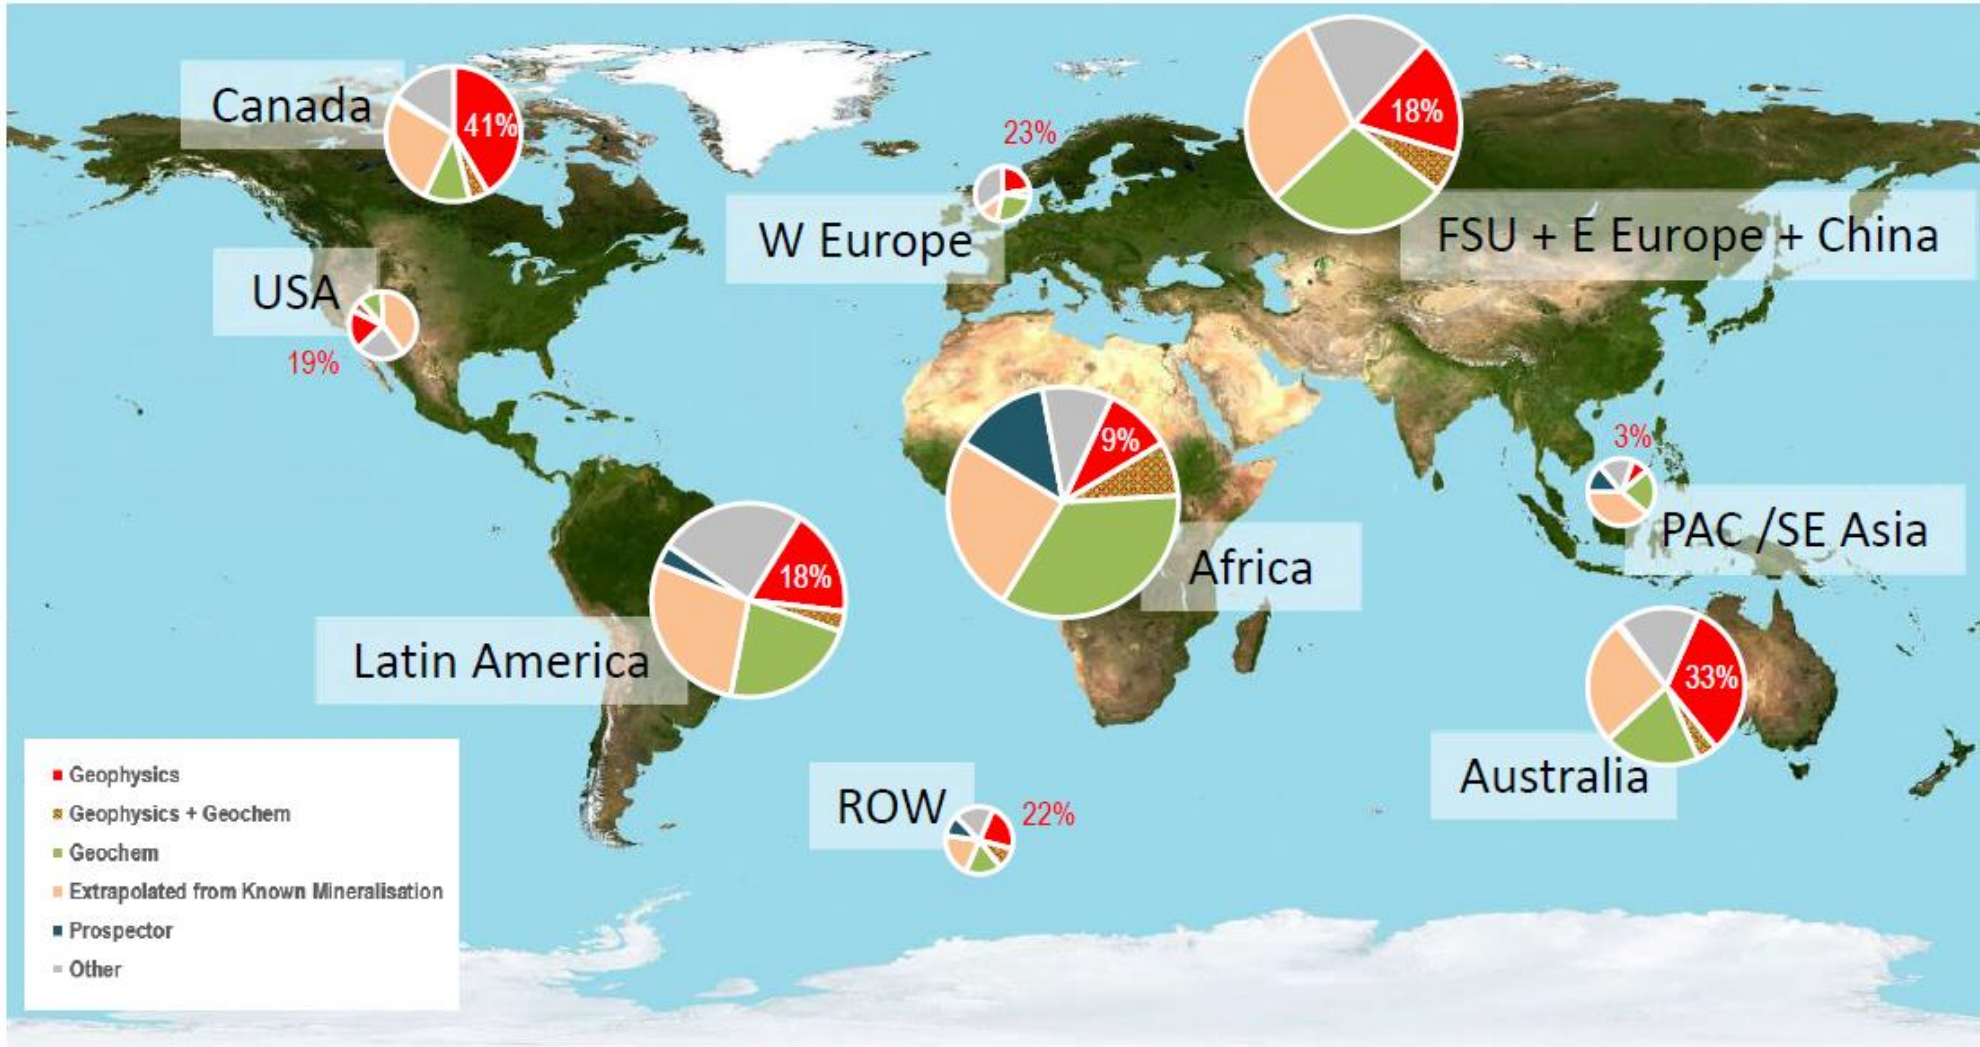 Canada
41%
USA
19%
23%
W Europe
18%
FSU + E Europe + China
9%
Africa
3%
PAC /SE Asia
18%
Latin America
33%
Australia
ROW
22%
Geophysics
Geophysics + Geochem
Geochem
Extrapolated from Known Mineralisation
Prospector
Other